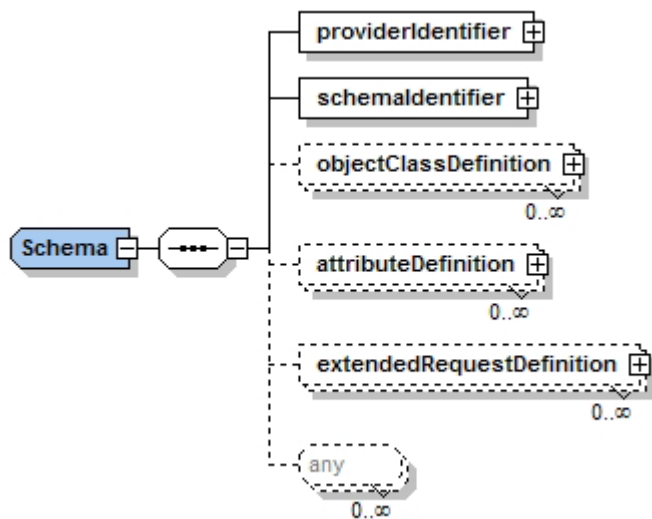 providerIdentifier
schemaIdentifier
objectClassDefinition
0..∞
Schema
attributeDefinition
0..∞
extendedRequestDefinition
0..∞
any
0..∞